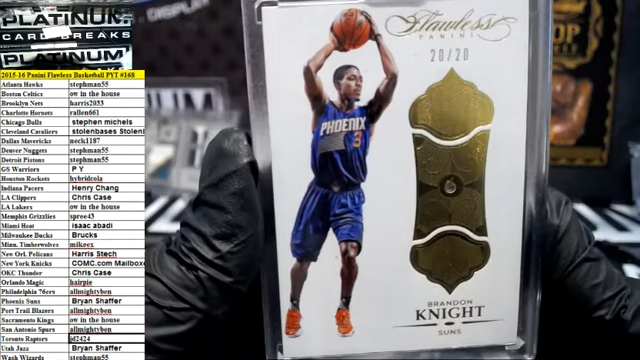 PLATINUM
CARD BREAKS
PLATINUM
2015-16 Panini Flawless Basketball PYT #168
Atlanta Hawks stephman55
Boston Celtics ow in the house
Brooklyn Nets harris2033
Charlotte Hornets rallen661
Chicago Bulls stephen michels
Cleveland Cavaliers stolenbases Stolenb
Dallas Mavericks neck1187
Denver Nuggets stephman55
Detroit Pistons stephman55
GS Warriors P Y
Houston Rockets hybridcola
Indiana Pacers Henry Chang
LA Clippers Chris Case
LA Lakers ow in the house
Memphis Grizzlies spree43
Miami Heat isaac abadi
Milwaukee Bucks Brucks
Minn. Timberwolves mikeex
New Orl. Pelicans Harris Stech
New York Knicks COMC.com Mailbox
OKC Thunder Chris Case
Orlando Magic hairpie
Philadelphia 76ers allmightyben
Phoenix Suns Bryan Shaffer
Port Trail Blazers allmightyben
Sacramento Kings ow in the house
San Antonio Spurs allmightyben
Toronto Raptors jd2424
Utah Jazz Bryan Shaffer
Wash Wizards stephman55
Flawless
PANINI
20/20
PHOENIX
3
BRANDON
KNIGHT
SUNS